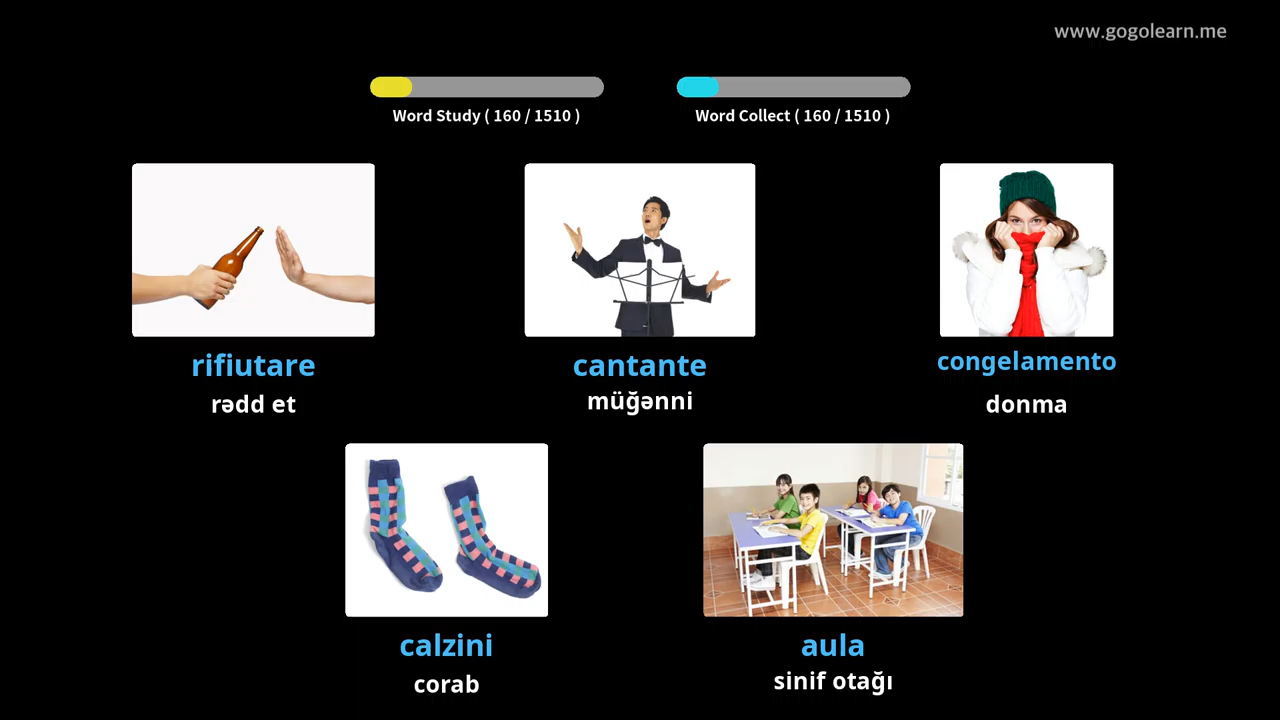 www.gogolearn.me
Word Study ( 160 / 1510 )
Word Collect ( 160 / 1510 )
rifiutare
rədd et
cantante
müğənni
congelamento
donma
calzini
corab
aula
sinif otağı